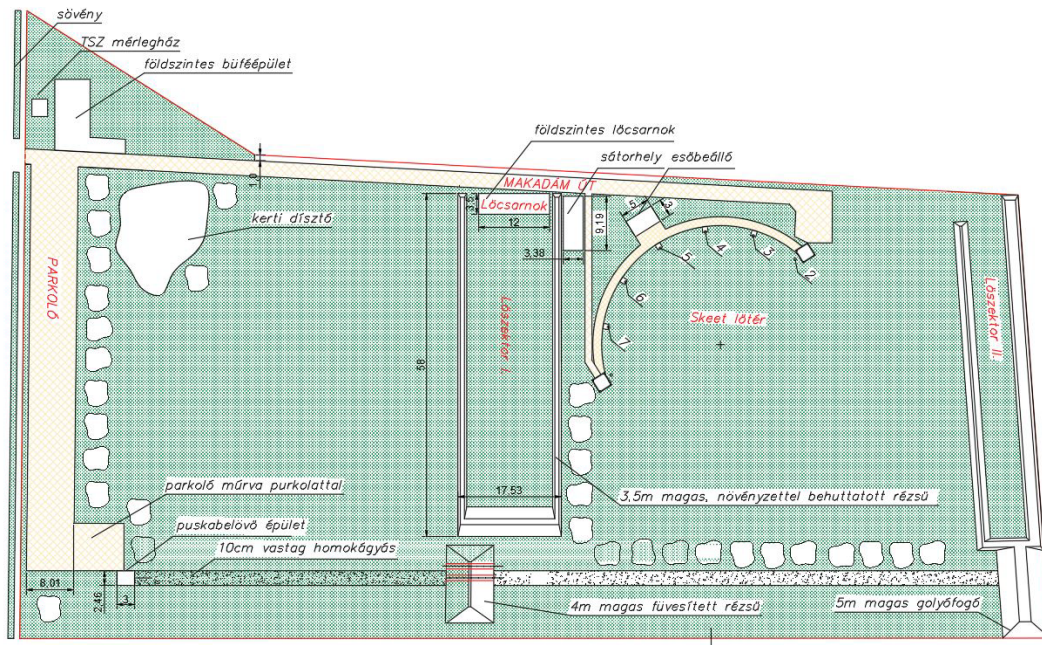 sövény
TSZ mérlegház
földszintes büféépület
földszintes lőcsarnok
sátorhely esőbeálló
MAKADÁM ÚT
1,0
3,5
Lőcsarnok
12
9,19
5
3
kerti dísztó
3,38
4
3
5
2
PARKOLÓ
6
Lőszektor I.
Skeet lőtér
Lőszektor II.
7
58
parkoló műrva purkolattal
17.53
3,5m magas, növényzettel behuttatott rézsű
puskabelövő épület
10cm vastag homokágyás
8,01
2,46
3
4m magas füvesített rézsű
5m magas golyófogó